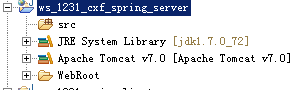 ws_1231_cxf_spring_server
src
JRE System Library [jdk1.7.0_72]
Apache Tomcat v7.0 [Apache Tomcat v7.0]
WebRoot